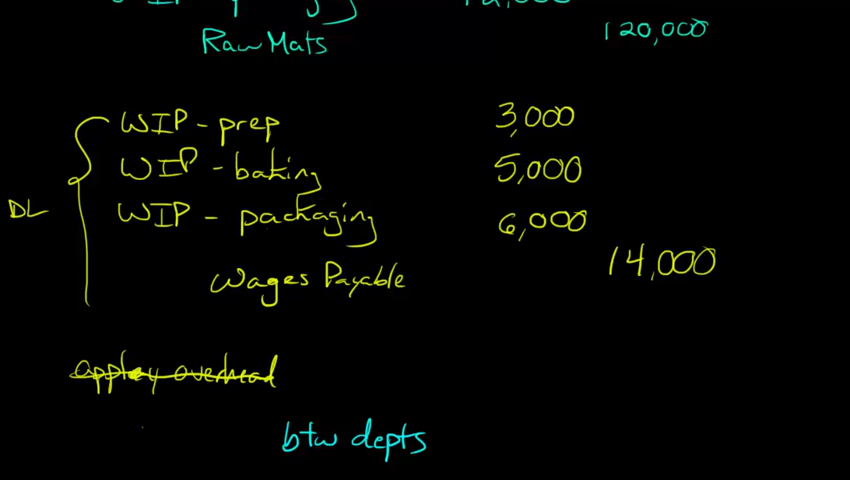 Raw Mats 120,000
WIP - prep 3,000
WIP - baking 5,000
DL WIP - packaging 6,000
Wages Payable 14,000
apply overhead
btw depts